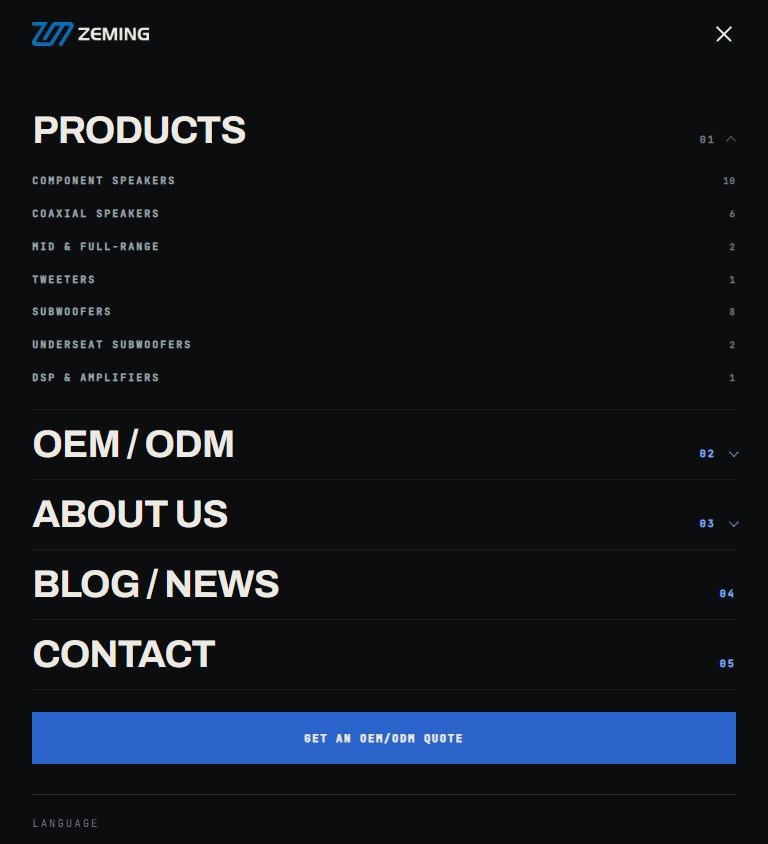 ZEMING
PRODUCTS 01
COMPONENT SPEAKERS 10
COAXIAL SPEAKERS 6
MID & FULL-RANGE 2
TWEETERS 1
SUBWOOFERS 8
UNDERSEAT SUBWOOFERS 2
DSP & AMPLIFIERS 1
OEM / ODM 02
ABOUT US 03
BLOG / NEWS 04
CONTACT 05
GET AN OEM/ODM QUOTE
LANGUAGE